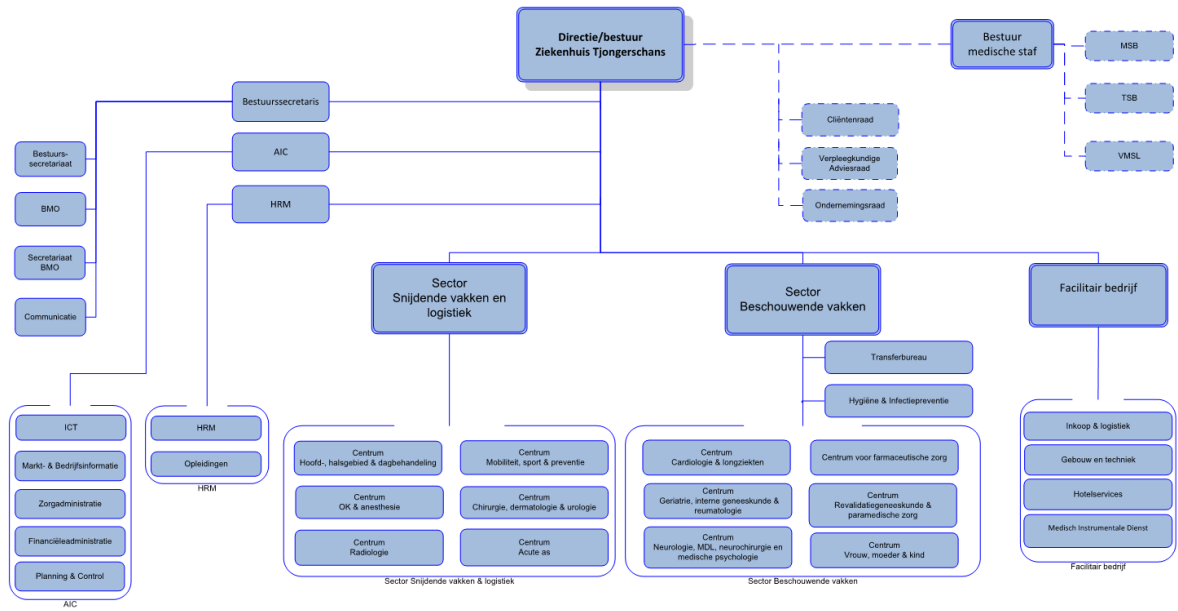 Directie/bestuur
Ziekenhuis Tjongerschans
Bestuur
medische staf
MSB
TSB
VMSL
Bestuurssecretaris
AIC
HRM
Cliëntenraad
Verpleegkundige
Adviesraad
Ondernemingsraad
Bestuurs-
secretariaat
BMO
Secretariaat
BMO
Communicatie
Sector
Snijdende vakken en
logistiek
Sector
Beschouwende vakken
Facilitair bedrijf
Transferbureau
Hygiëne & Infectiepreventie
ICT
Markt- & Bedrijfsinformatie
Zorgadministratie
Financiëleadministratie
Planning & Control
AIC
HRM
Opleidingen
HRM
Centrum
Hoofd-, halsgebied & dagbehandeling
Centrum
Mobiliteit, sport & preventie
Centrum
OK & anesthesie
Centrum
Chirurgie, dermatologie & urologie
Centrum
Radiologie
Centrum
Acute as
Sector Snijdende vakken & logistiek
Centrum
Cardiologie & longziekten
Centrum voor farmaceutische zorg
Centrum
Geriatrie, interne geneeskunde &
reumatologie
Centrum
Revalidatiegeneeskunde &
paramedische zorg
Centrum
Neurologie, MDL, neurochirurgie en
medische psychologie
Centrum
Vrouw, moeder & kind
Sector Beschouwende vakken
Inkoop & logistiek
Gebouw en techniek
Hotelservices
Medisch Instrumentale Dienst
Facilitair bedrijf